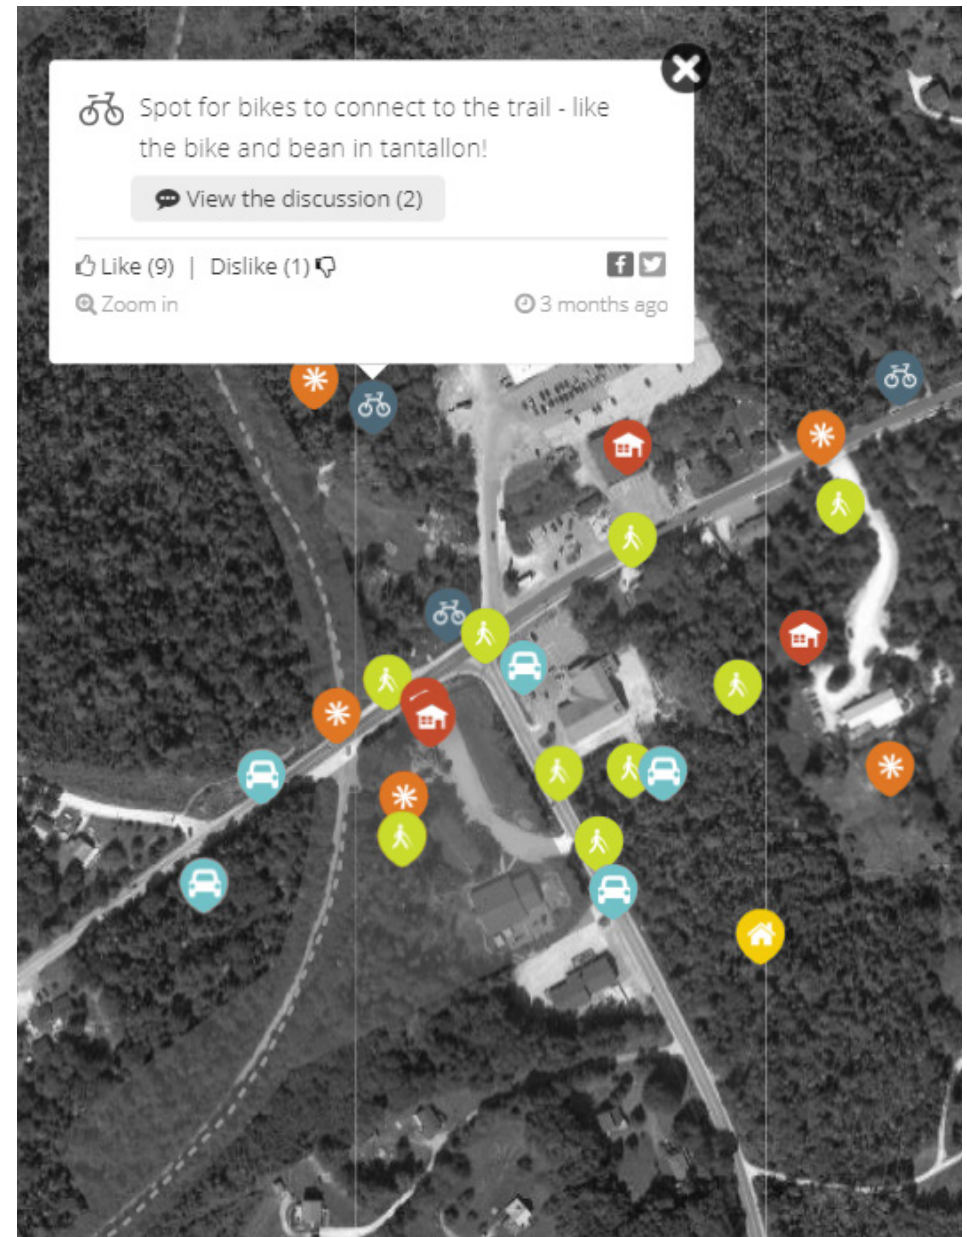 Spot for bikes to connect to the trail - like
the bike and bean in tantallon!
View the discussion (2)
Like (9) | Dislike (1)
Zoom in
3 months ago